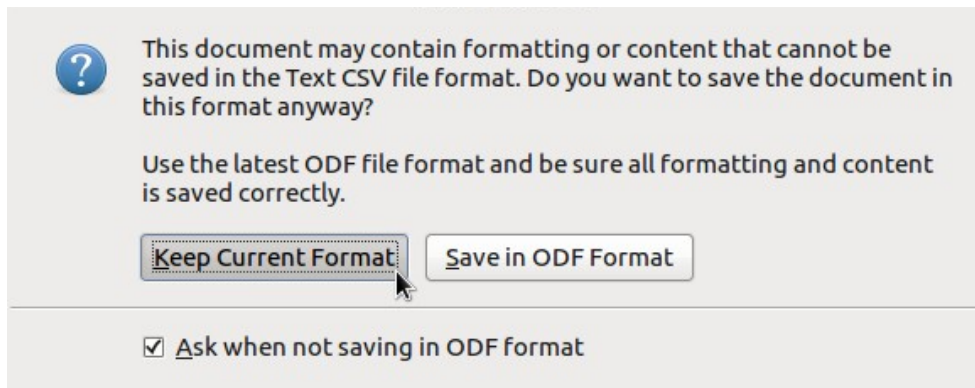 This document may contain formatting or content that cannot be
saved in the Text CSV file format. Do you want to save the document in
this format anyway?
Use the latest ODF file format and be sure all formatting and content
is saved correctly.
Keep Current Format
Save in ODF Format
Ask when not saving in ODF format